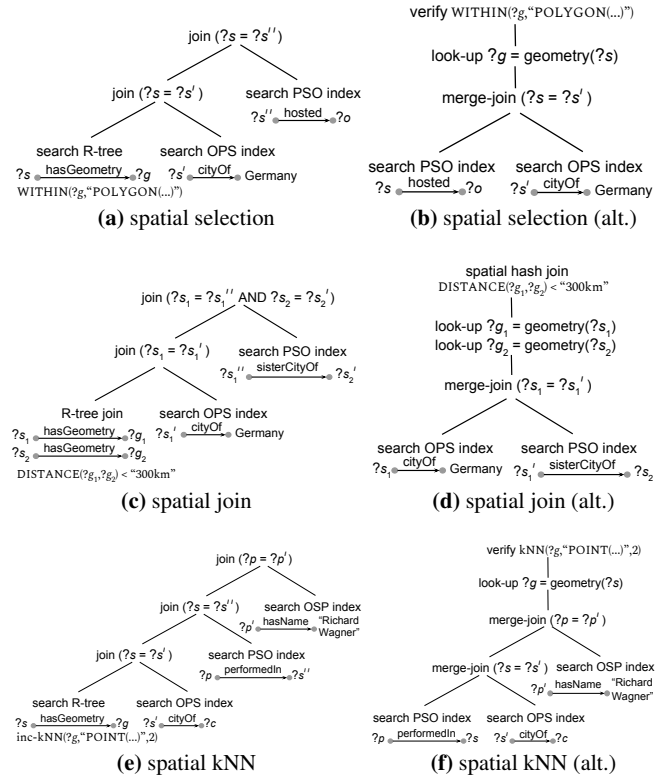 join (?s = ?s′′)
join (?s = ?s′)
search PSO index
?s′′ hosted ?o
search R-tree
search OPS index
?s hasGeometry ?g
?s′ cityOf Germany
WITHIN(?g,“POLYGON(...)”)
(a) spatial selection
verify WITHIN(?g,“POLYGON(...)”)
look-up ?g = geometry(?s)
merge-join (?s = ?s′)
search PSO index
search OPS index
?s hosted ?o
?s′ cityOf Germany
(b) spatial selection (alt.)
join (?s₁ = ?s₁′′ AND ?s₂ = ?s₂′)
join (?s₁ = ?s₁′)
search PSO index
?s₁′′ sisterCityOf ?s₂′
R-tree join
search OPS index
?s₁ hasGeometry ?g₁
?s₁′ cityOf Germany
?s₂ hasGeometry ?g₂
DISTANCE(?g₁,?g₂) < “300km”
(c) spatial join
spatial hash join
DISTANCE(?g₁,?g₂) < “300km”
look-up ?g₁ = geometry(?s₁)
look-up ?g₂ = geometry(?s₂)
merge-join (?s₁ = ?s₁′)
search OPS index
search PSO index
?s₁ cityOf Germany
?s₁′ sisterCityOf ?s₂
(d) spatial join (alt.)
join (?p = ?p′)
join (?s = ?s′′)
search OSP index
?p′ hasName “Richard
Wagner”
join (?s = ?s′)
search PSO index
?p performedIn ?s′′
search R-tree
search OPS index
?s hasGeometry ?g
?s′ cityOf ?c
inc-kNN(?g,“POINT(...)”,2)
(e) spatial kNN
verify kNN(?g,“POINT(...)”,2)
look-up ?g = geometry(?s)
merge-join (?p = ?p′)
merge-join (?s = ?s′)
search OSP index
?p′ hasName “Richard
Wagner”
search PSO index
search OPS index
?p performedIn ?s
?s′ cityOf ?c
(f) spatial kNN (alt.)